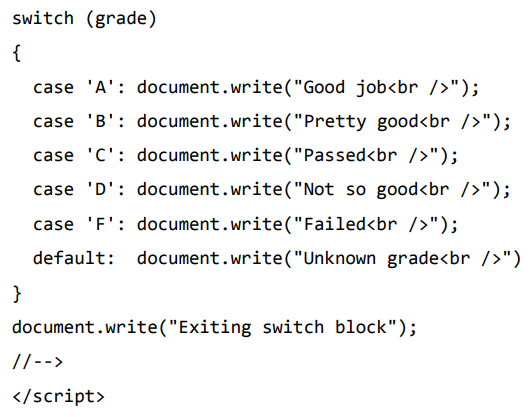 switch (grade)
{
  case 'A': document.write("Good job<br />");
  case 'B': document.write("Pretty good<br />");
  case 'C': document.write("Passed<br />");
  case 'D': document.write("Not so good<br />");
  case 'F': document.write("Failed<br />");
  default:  document.write("Unknown grade<br />")
}
document.write("Exiting switch block");
//-->
</script>